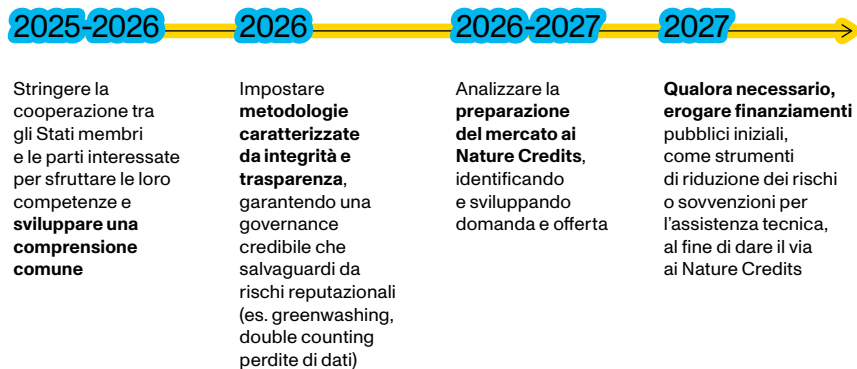 2025-2026
Stringere la
cooperazione tra
gli Stati membri
e le parti interessate
per sfruttare le loro
competenze e
sviluppare una
comprensione
comune
2026
Impostare
metodologie
caratterizzate
da integrità e
trasparenza,
garantendo una
governance
credibile che
salvaguardi da
rischi reputazionali
(es. greenwashing,
double counting
perdite di dati)
2026-2027
Analizzare la
preparazione
del mercato ai
Nature Credits,
identificando
e sviluppando
domanda e offerta
2027
Qualora necessario,
erogare finanziamenti
pubblici iniziali,
come strumenti
di riduzione dei rischi
o sovvenzioni per
l'assistenza tecnica,
al fine di dare il via
ai Nature Credits